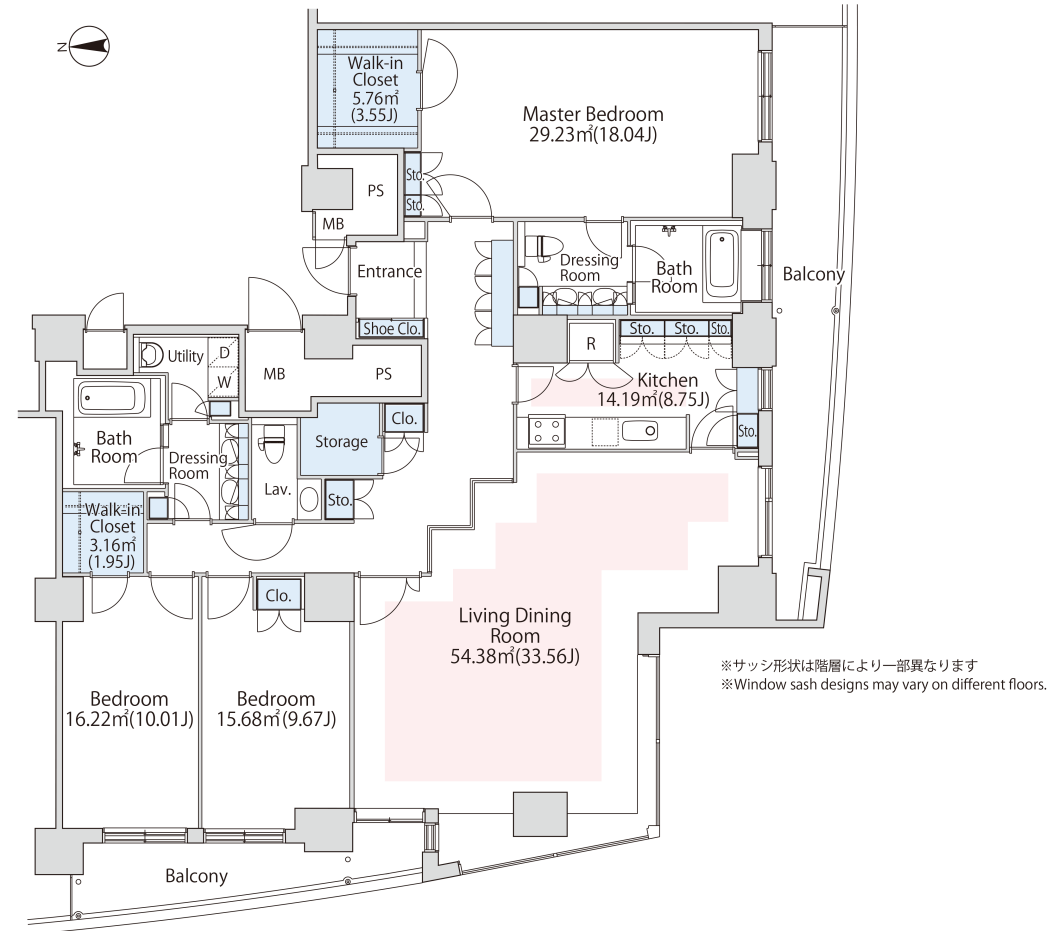 N
Walk-in
Closet
5.76㎡
(3.55J)
Master Bedroom
29.23㎡(18.04J)
Sto.
Sto.
PS
MB
Entrance
Shoe Clo.
Dressing
Room
Bath
Room
Balcony
Sto.
Sto.
Sto.
R
Kitchen
14.19㎡(8.75J)
Sto.
Utility
D
W
MB
PS
Clo.
Storage
Bath
Room
Dressing
Room
Lav.
Sto.
Walk-in
Closet
3.16㎡
(1.95J)
Clo.
Living Dining
Room
54.38㎡(33.56J)
Bedroom
16.22㎡(10.01J)
Bedroom
15.68㎡(9.67J)
Balcony
※サッシ形状は階層により一部異なります
※Window sash designs may vary on different floors.